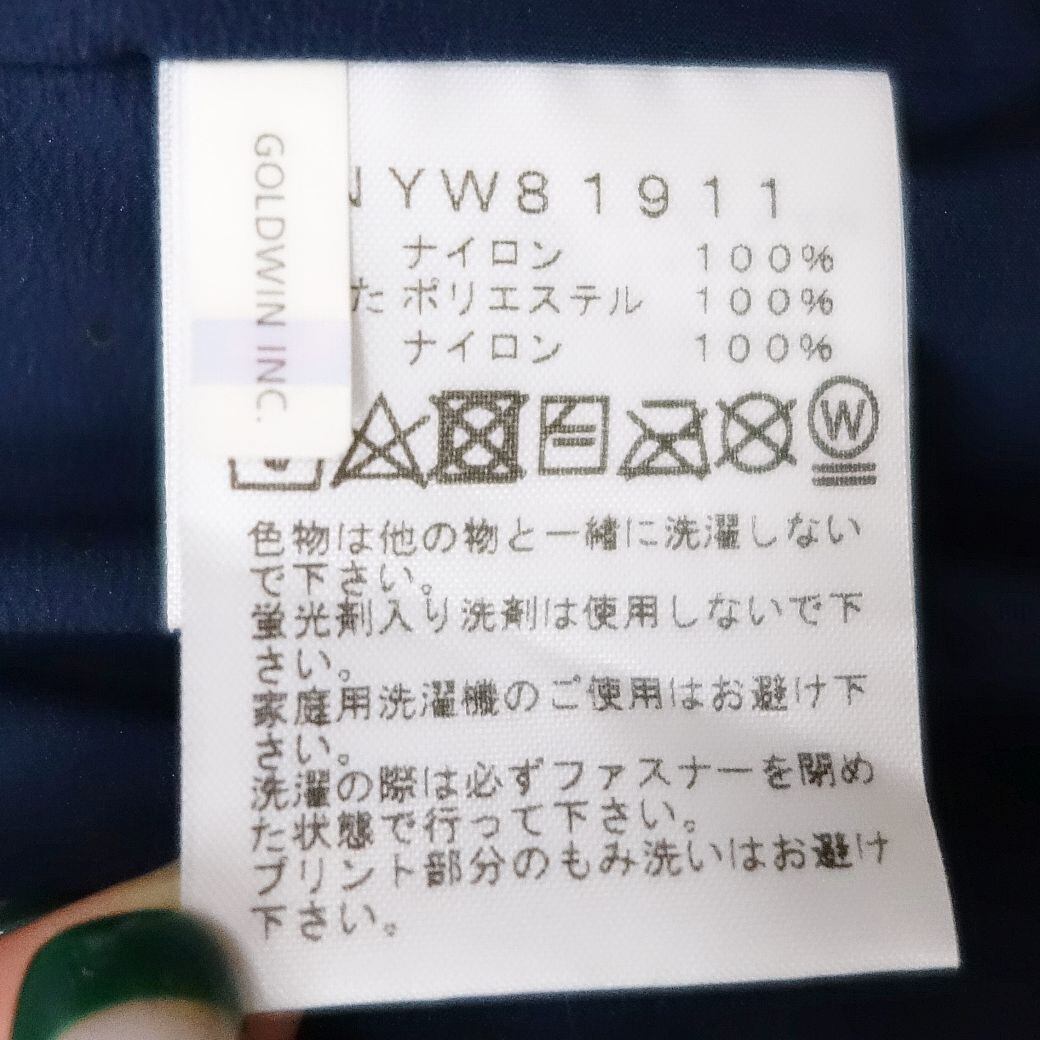 GOLDWIN INC.
NYW81911
ナイロン 100%
た ポリエステル 100%
ナイロン 100%
W
色物は他の物と一緒に洗濯しない
で下さい。
蛍光剤入り洗剤は使用しないで下
さい。
家庭用洗濯機のご使用はお避け下
さい。
洗濯の際は必ずファスナーを閉め
た状態で行って下さい。
プリント部分のもみ洗いはお避け
下さい。